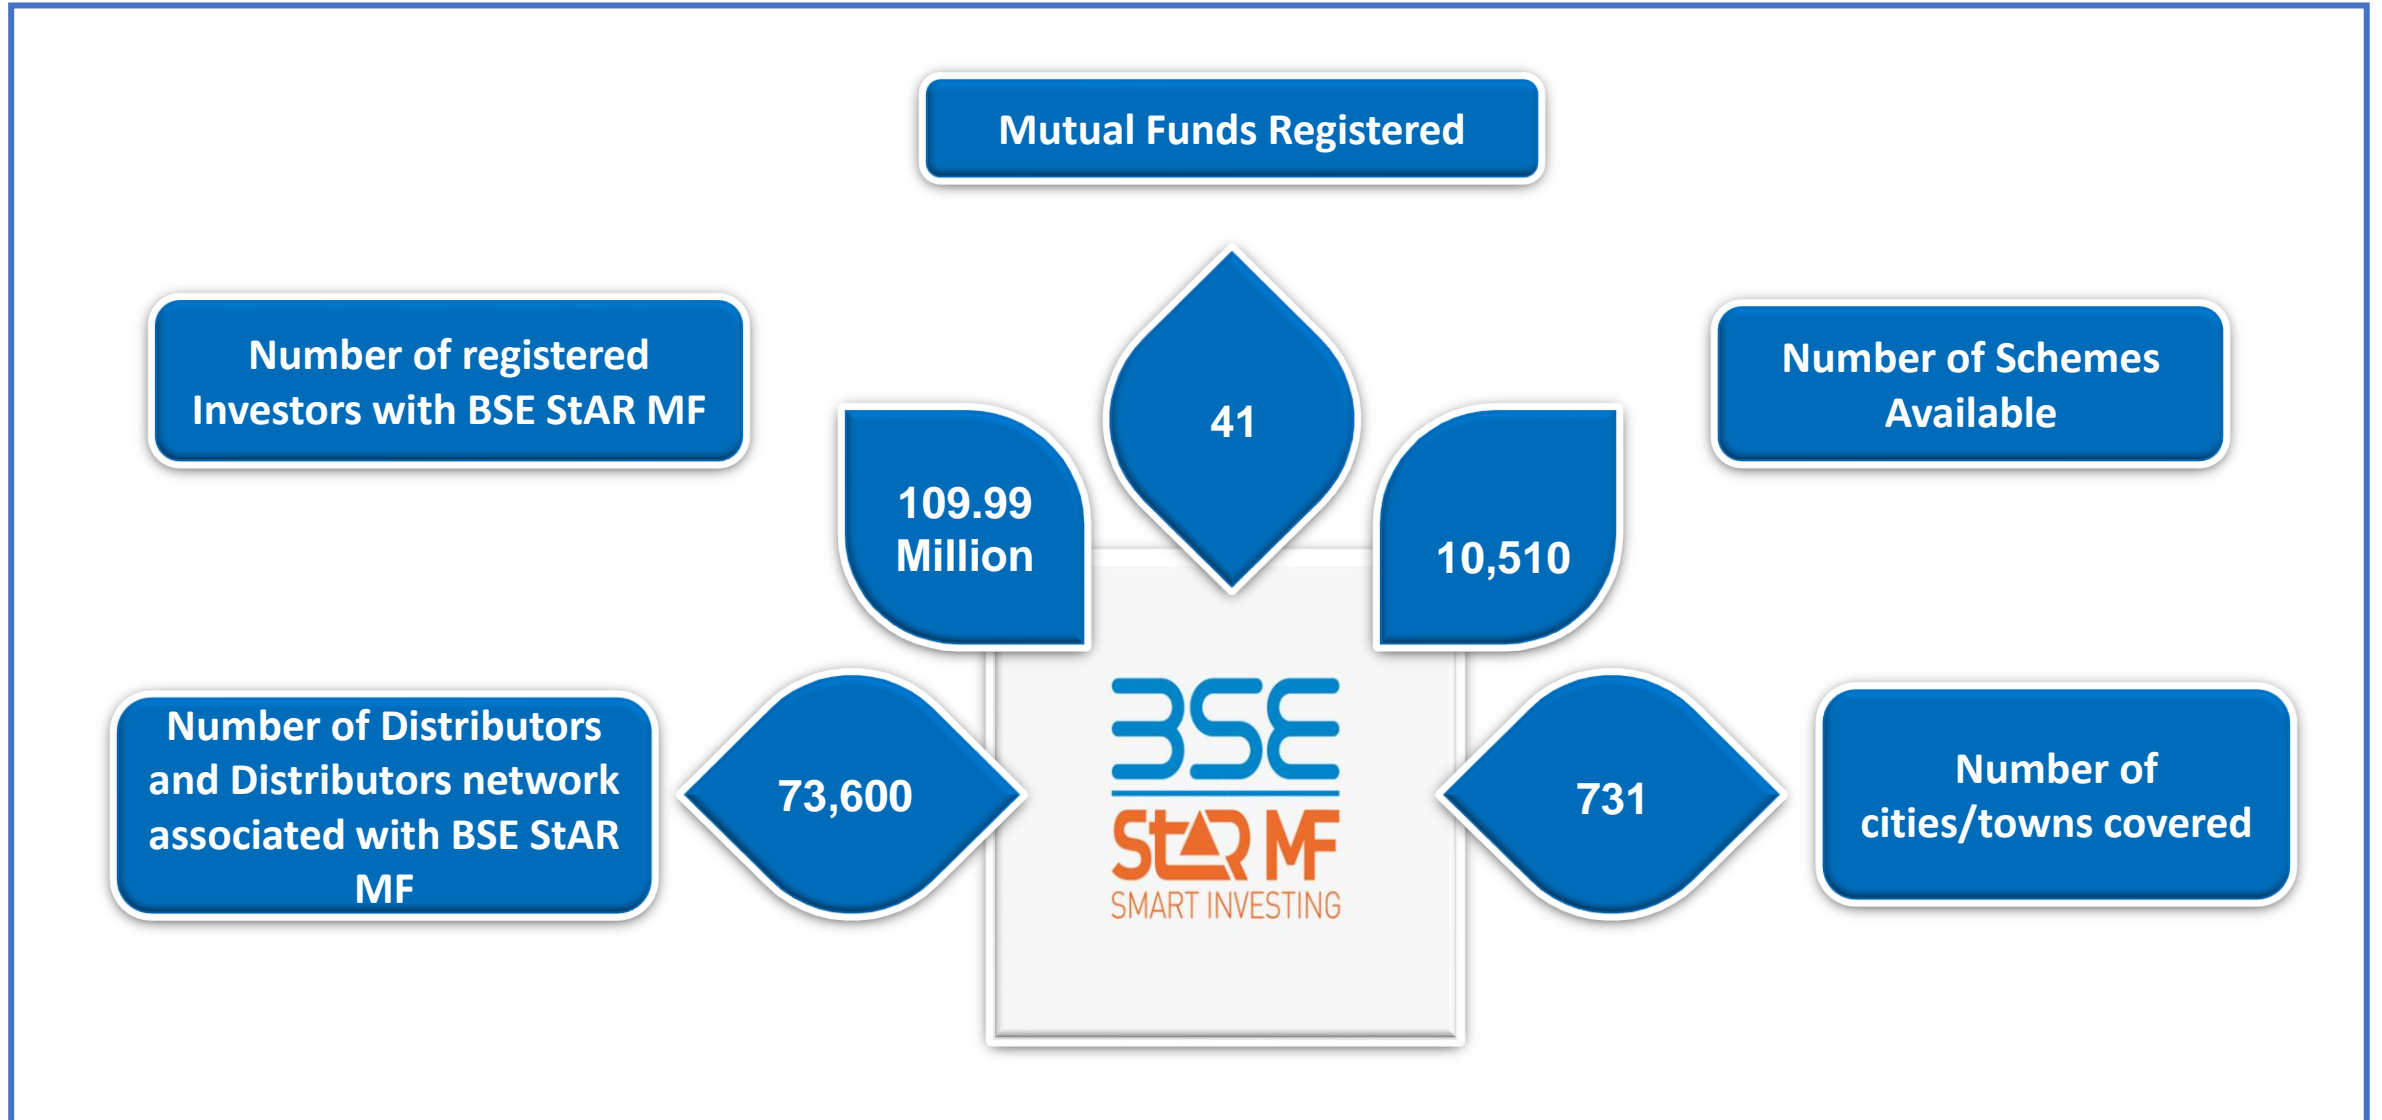 Mutual Funds Registered
41
Number of registered
Investors with BSE StAR MF
109.99
Million
Number of Schemes
Available
10,510
Number of Distributors
and Distributors network
associated with BSE StAR
MF
73,600
BSE
StAR MF
SMART INVESTING
731
Number of
cities/towns covered